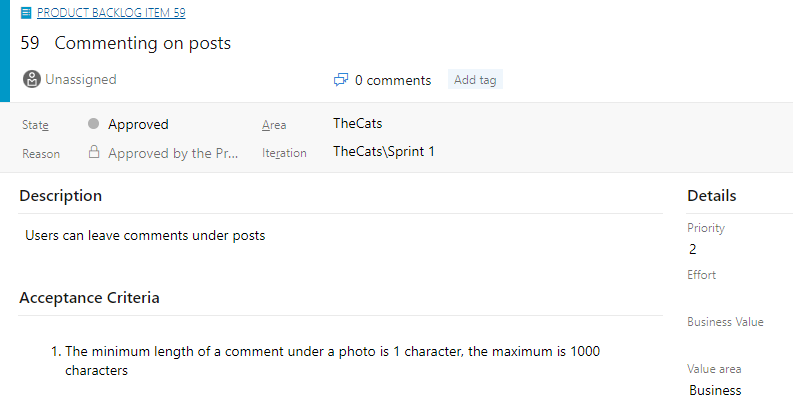 PRODUCT BACKLOG ITEM 59
59 Commenting on posts
Unassigned
0 comments
Add tag
State Approved Area TheCats
Reason Approved by the Pr... Iteration TheCats\Sprint 1
Description
Users can leave comments under posts
Acceptance Criteria
1. The minimum length of a comment under a photo is 1 character, the maximum is 1000
characters
Details
Priority
2
Effort
Business Value
Value area
Business